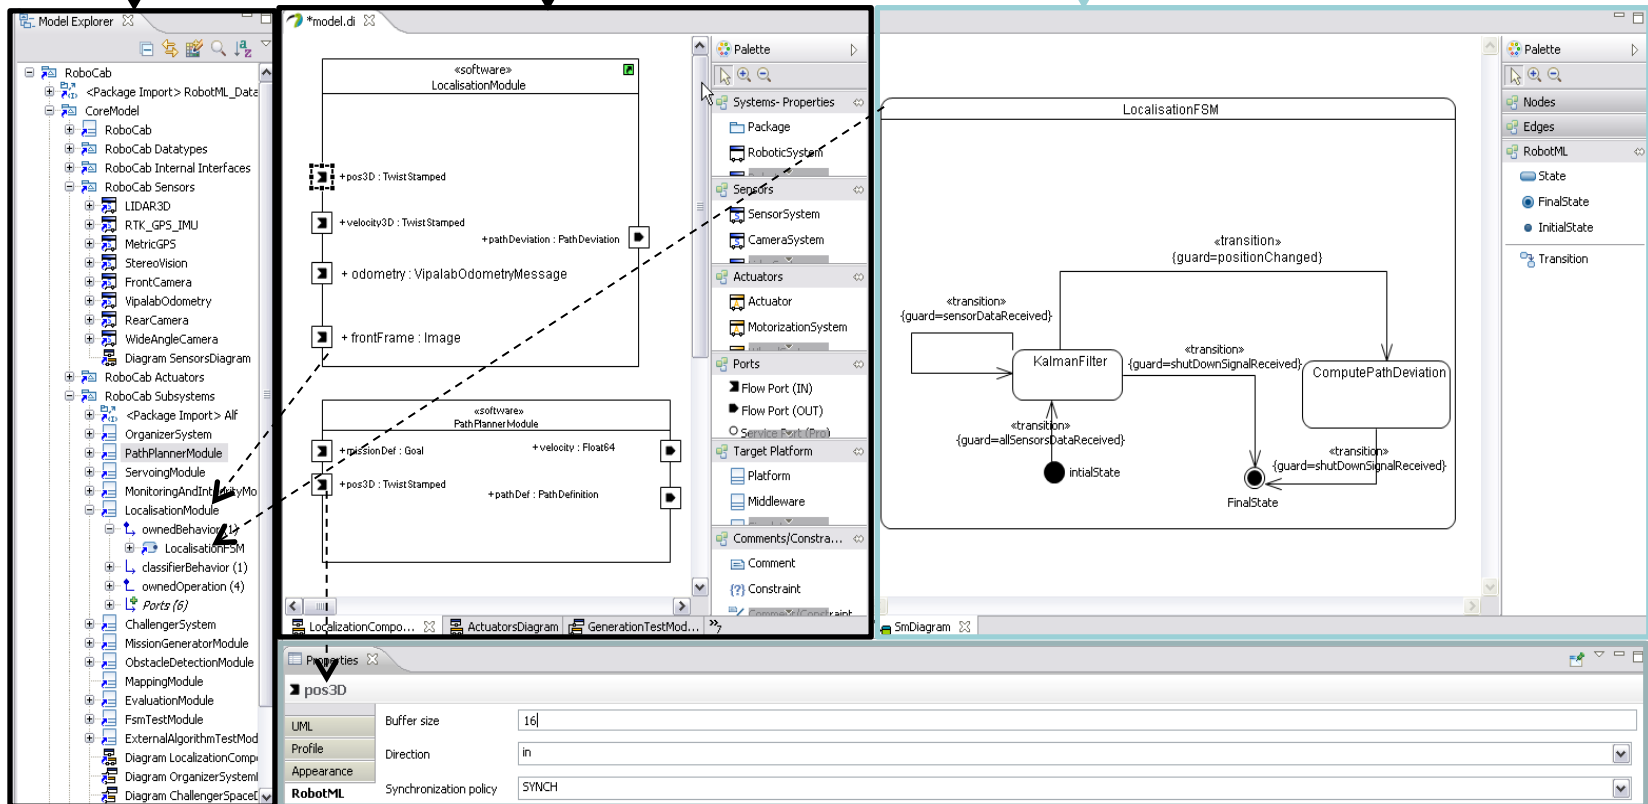 Model Explorer
RoboCab
<Package Import> RobotML_Data
CoreModel
RoboCab
RoboCab Datatypes
RoboCab Internal Interfaces
RoboCab Sensors
LIDAR3D
RTK_GPS_IMU
MetricGPS
StereoVision
FrontCamera
VipalabOdometry
RearCamera
WideAngleCamera
Diagram SensorsDiagram
RoboCab Actuators
RoboCab Subsystems
<Package Import> Alf
OrganizerSystem
PathPlannerModule
ServoingModule
MonitoringAndIntegrityMo
LocalisationModule
ownedBehavior (1)
LocalisationFSM
classifierBehavior (1)
ownedOperation (4)
Ports (6)
ChallengerSystem
MissionGeneratorModule
ObstacleDetectionModule
MappingModule
EvaluationModule
FsmTestModule
ExternalAlgorithmTestMod
Diagram LocalizationComp
Diagram OrganizerSystem
Diagram ChallengerSpace
*model.di
«software»
LocalisationModule
+pos3D : TwistStamped
+velocity3D : TwistStamped
+pathDeviation : PathDeviation
+ odometry : VipalabOdometryMessage
+ frontFrame : Image
«software»
PathPlannerModule
+missionDef : Goal
+velocity : Float64
+pos3D : TwistStamped
+pathDef : PathDefinition
Palette
Systems- Properties
Package
RoboticSystem
Sensors
SensorSystem
CameraSystem
Actuators
Actuator
MotorizationSystem
Ports
Flow Port (IN)
Flow Port (OUT)
Service Port (Pro)
Target Platform
Platform
Middleware
Comments/Constra...
Comment
{?} Constraint
LocalizationCompo...
ActuatorsDiagram
GenerationTestMod...
»7
LocalisationFSM
«transition»
{guard=positionChanged}
«transition»
{guard=sensorDataReceived}
KalmanFilter
«transition»
{guard=shutDownSignalReceived}
ComputePathDeviation
«transition»
{guard=allSensorsDataReceived}
intialState
«transition»
{guard=shutDownSignalReceived}
FinalState
SmDiagram
Palette
Nodes
Edges
RobotML
State
FinalState
InitialState
Transition
Properties
pos3D
UML
Profile
Appearance
RobotML
Buffer size
16
Direction
in
Synchronization policy
SYNCH